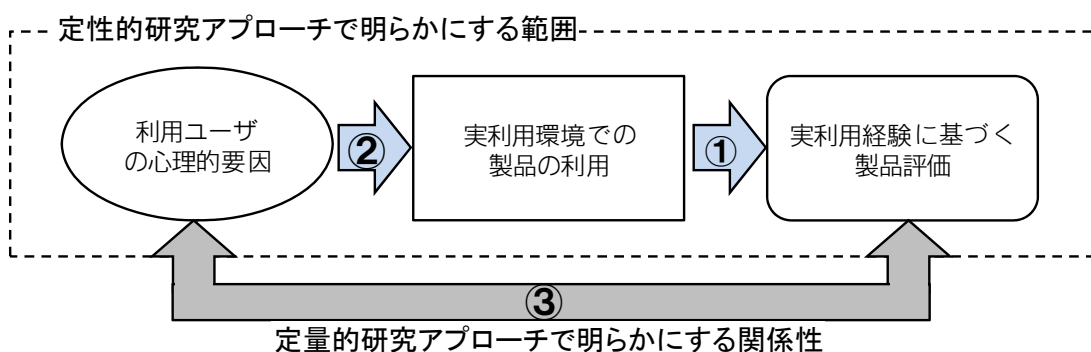 定性的研究アプローチで明らかにする範囲
利用ユーザ
の心理的要因
②
実利用環境での
製品の利用
①
実利用経験に基づく
製品評価
③
定量的研究アプローチで明らかにする関係性